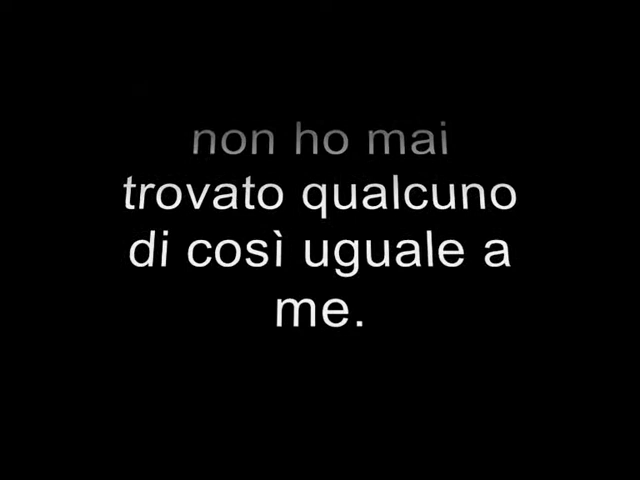 non ho mai
trovato qualcuno
di così uguale a
me.